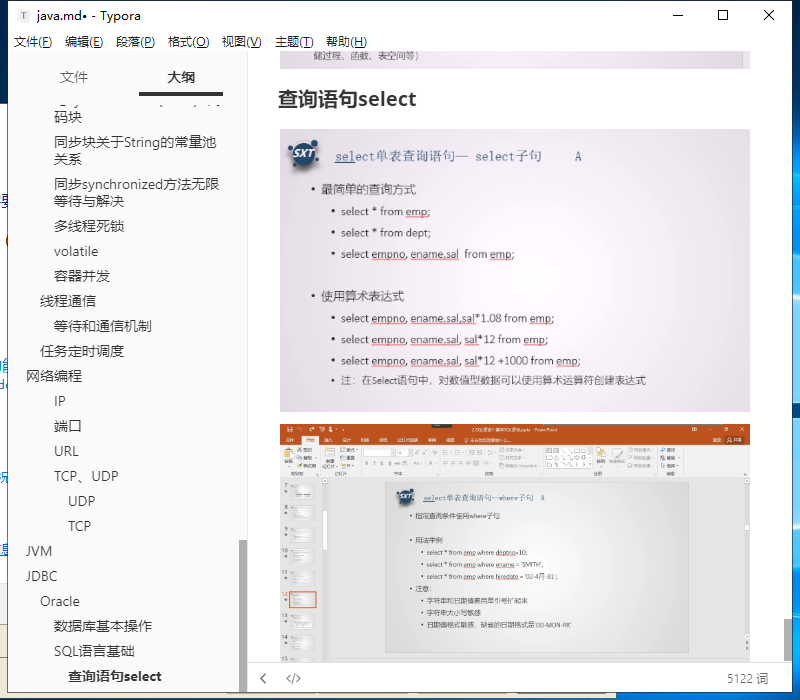 java.md• - Typora
文件(F) 编辑(E) 段落(P) 格式(O) 视图(V) 主题(T) 帮助(H)
文件 大纲
码块
同步块关于String的常量池
关系
同步synchronized方法无限
等待与解决
多线程死锁
volatile
容器并发
线程通信
等待和通信机制
任务定时调度
网络编程
IP
端口
URL
TCP、UDP
UDP
TCP
JVM
JDBC
Oracle
数据库基本操作
SQL语言基础
查询语句select
储过程、函数、表空间等）
查询语句select
SXT
select单表查询语句— select子句 A
• 最简单的查询方式
• select * from emp;
• select * from dept;
• select empno, ename,sal from emp;
• 使用算术表达式
• select empno, ename,sal,sal*1.08 from emp;
• select empno, ename,sal, sal*12 from emp;
• select empno, ename,sal, sal*12 +1000 from emp;
• 注：在Select语句中，对数值型数据可以使用算术运算符创建表达式
SXT
select单表查询语句—where子句 A
• 指定查询条件使用where子句
• 用法举例
• select * from emp where deptno=10;
• select * from emp where ename = 'SMITH';
• select * from emp where hiredate = '02-4月-81';
• 注意:
• 字符串和日期值要用单引号扩起来
• 字符串大小写敏感
• 日期值格式敏感，缺省的日期格式是'DD-MON-RR'
5122 词